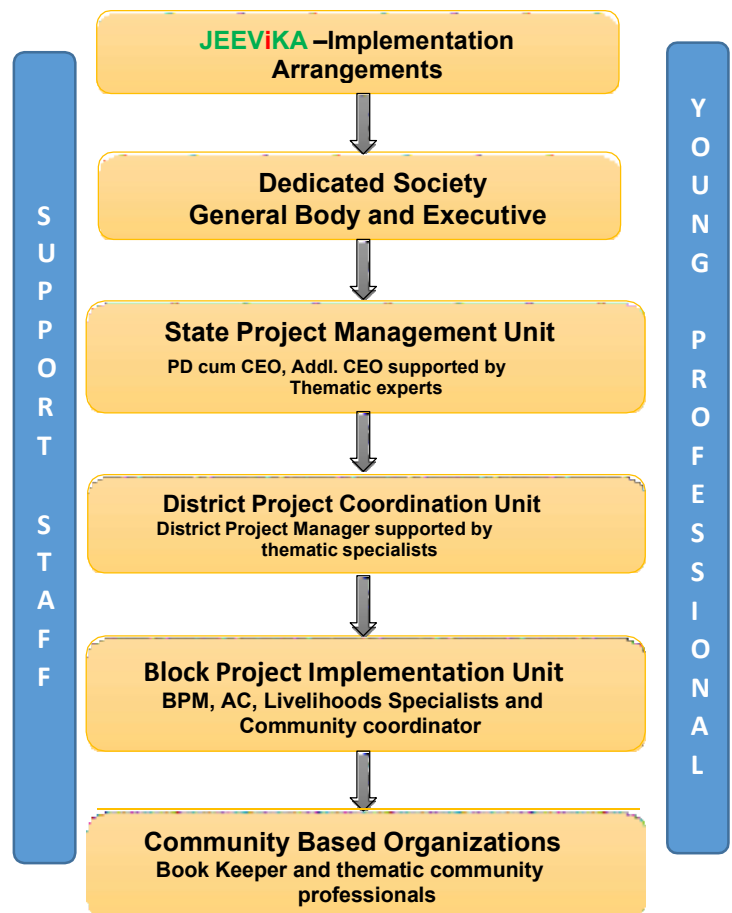 JEEViKA –Implementation
Arrangements
Dedicated Society
General Body and Executive
State Project Management Unit
PD cum CEO, Addl. CEO supported by
Thematic experts
District Project Coordination Unit
District Project Manager supported by
thematic specialists
Block Project Implementation Unit
BPM, AC, Livelihoods Specialists and
Community coordinator
Community Based Organizations
Book Keeper and thematic community
professionals
SUPPORT STAFF
YOUNG PROFESSIONAL